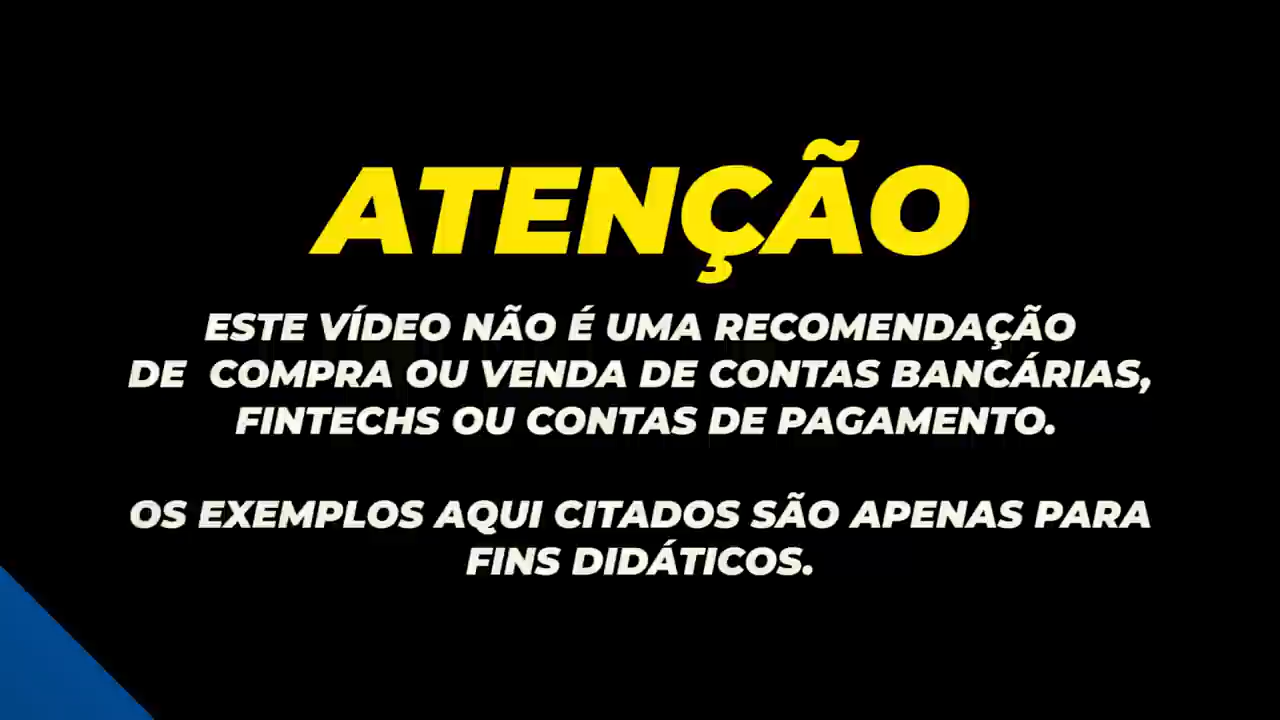 ATENÇÃO
ESTE VÍDEO NÃO É UMA RECOMENDAÇÃO
DE COMPRA OU VENDA DE CONTAS BANCÁRIAS,
FINTECHS OU CONTAS DE PAGAMENTO.
OS EXEMPLOS AQUI CITADOS SÃO APENAS PARA
FINS DIDÁTICOS.